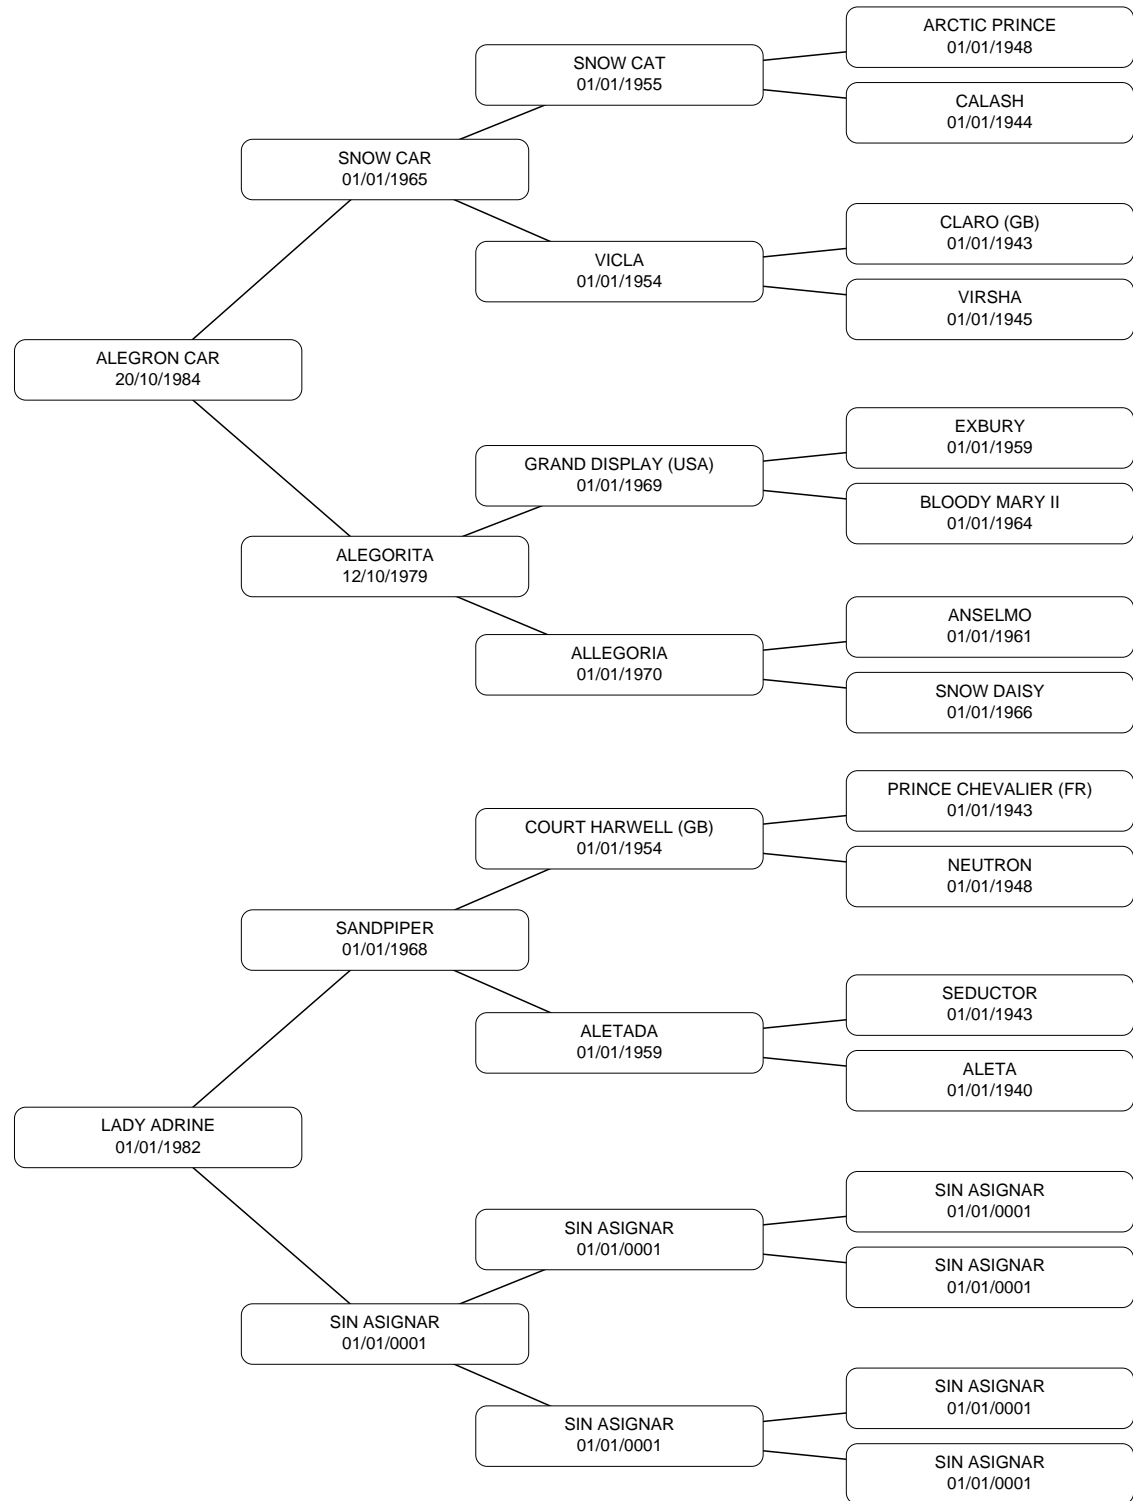 ARCTIC PRINCE
01/01/1948
SNOW CAT
01/01/1955
CALASH
01/01/1944
SNOW CAR
01/01/1965
CLARO (GB)
01/01/1943
VICLA
01/01/1954
VIRSHA
01/01/1945
ALEGRON CAR
20/10/1984
EXBURY
01/01/1959
GRAND DISPLAY (USA)
01/01/1969
BLOODY MARY II
01/01/1964
ALEGORITA
12/10/1979
ANSELMO
01/01/1961
ALLEGORIA
01/01/1970
SNOW DAISY
01/01/1966
PRINCE CHEVALIER (FR)
01/01/1943
COURT HARWELL (GB)
01/01/1954
NEUTRON
01/01/1948
SANDPIPER
01/01/1968
SEDUCTOR
01/01/1943
ALETADA
01/01/1959
ALETA
01/01/1940
LADY ADRINE
01/01/1982
SIN ASIGNAR
01/01/0001
SIN ASIGNAR
01/01/0001
SIN ASIGNAR
01/01/0001
SIN ASIGNAR
01/01/0001
SIN ASIGNAR
01/01/0001
SIN ASIGNAR
01/01/0001
SIN ASIGNAR
01/01/0001